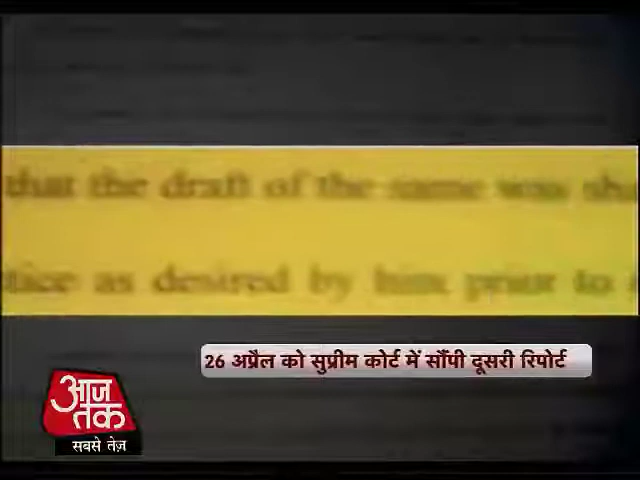 that the draft of the same was sha
tice as desired by him prior to
26 अप्रैल को सुप्रीम कोर्ट में सौंपी दूसरी रिपोर्ट
आज
तक
सबसे तेज़